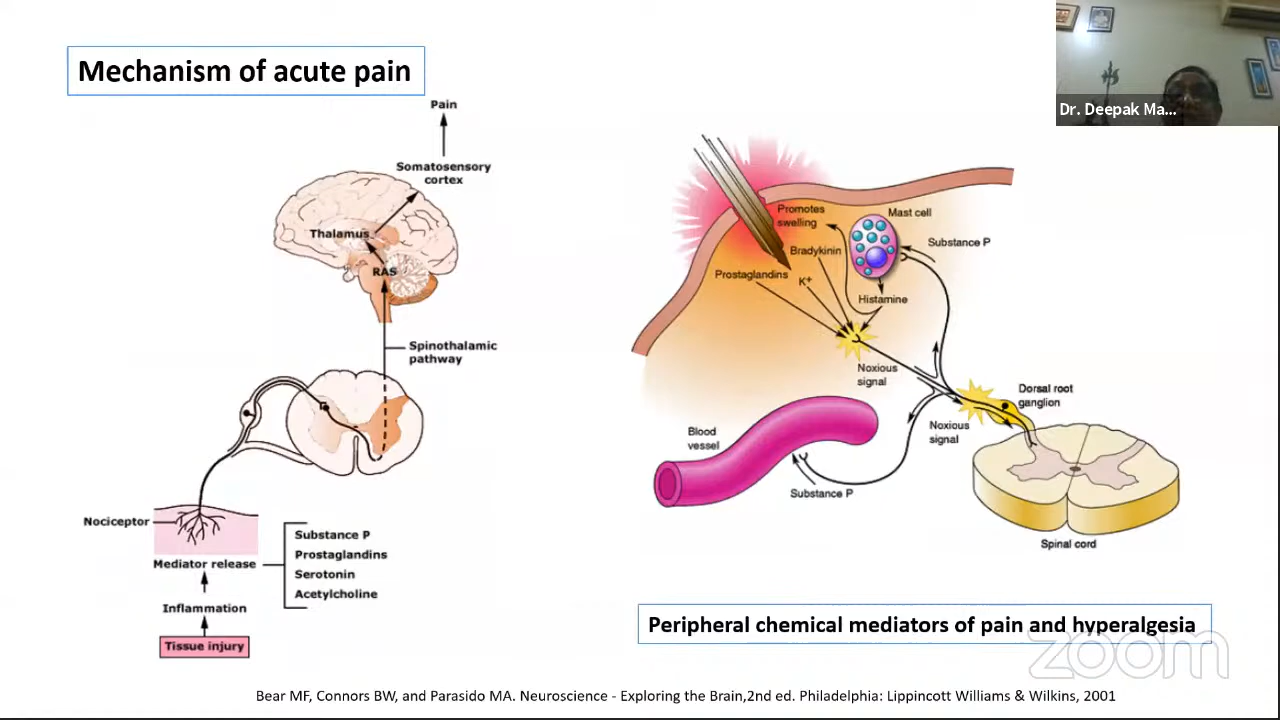 Mechanism of acute pain
Dr. Deepak Ma...
Pain
Somatosensory
cortex
Thalamus
RAS
Spinothalamic
pathway
Nociceptor
Mediator release
Substance P
Prostaglandins
Serotonin
Acetylcholine
Inflammation
Tissue injury
Promotes
swelling
Mast cell
Substance P
Bradykinin
Prostaglandins
K+
Histamine
Noxious
signal
Dorsal root
ganglion
Noxious
signal
Blood
vessel
Substance P
Spinal cord
Peripheral chemical mediators of pain and hyperalgesia
zoom
Bear MF, Connors BW, and Parasido MA. Neuroscience - Exploring the Brain,2nd ed. Philadelphia: Lippincott Williams & Wilkins, 2001